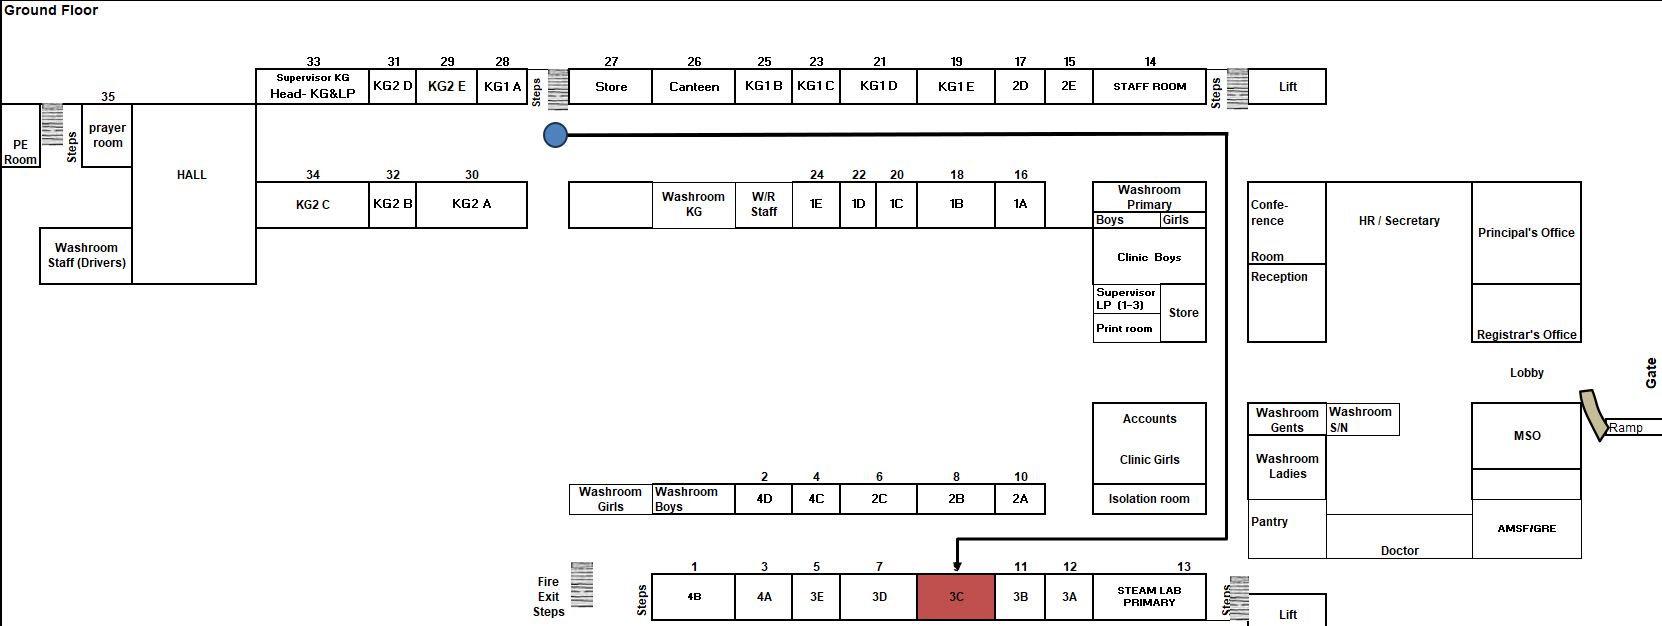 Ground Floor
33 31 29 28 27 26 25 23 21 19 17 15 14
Supervisor KG
Head- KG&LP
KG2 D
KG2 E
KG1 A
Steps
Store
Canteen
KG1 B
KG1 C
KG1 D
KG1 E
2D
2E
STAFF ROOM
Steps
Lift
35
PE
Room
Steps
prayer
room
HALL
34 32 30 24 22 20 18 16
KG2 C
KG2 B
KG2 A
Washroom
KG
W/R
Staff
1E
1D
1C
1B
1A
Washroom
Primary
Boys
Girls
Clinic Boys
Supervisor
LP (1-3)
Print room
Store
Washroom
Staff (Drivers)
Confe-
rence
Room
Reception
HR / Secretary
Principal's Office
Registrar's Office
Lobby
Gate
Ramp
Accounts
Clinic Girls
Isolation room
Washroom
Gents
Washroom
S/N
Washroom
Ladies
Pantry
Doctor
MSO
AMSF/GRE
2 4 6 8 10
Washroom
Girls
Washroom
Boys
4D
4C
2C
2B
2A
Fire
Exit
Steps
Steps
1 3 5 7 9 11 12 13
4B
4A
3E
3D
3C
3B
3A
STEAM LAB
PRIMARY
Steps
Lift